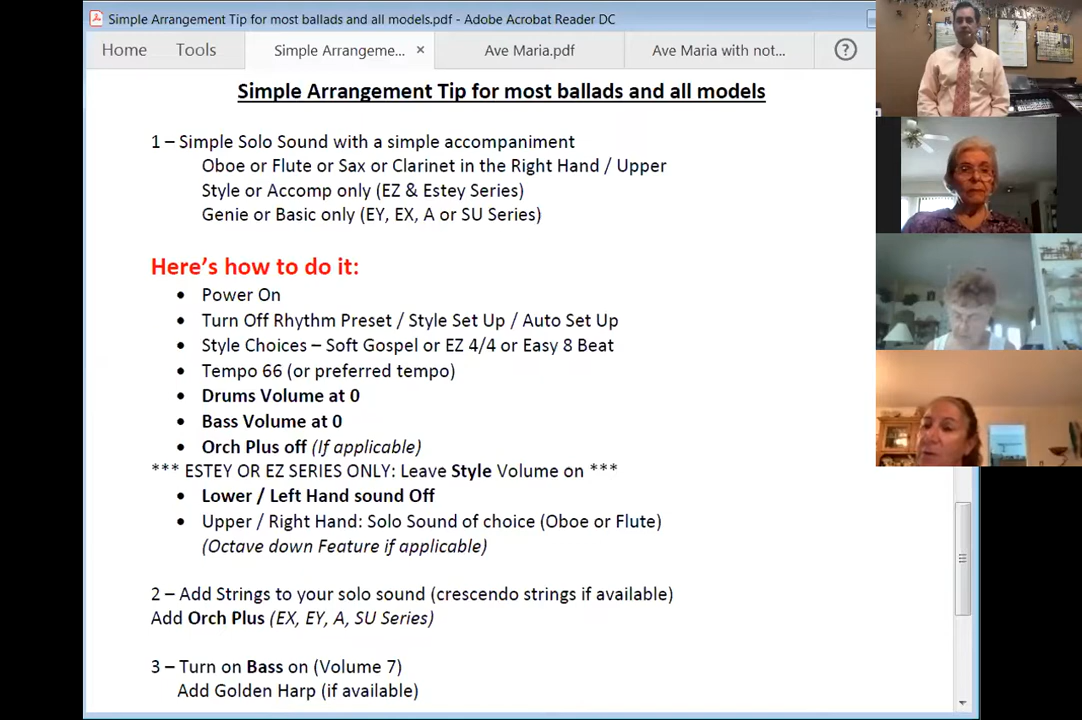 Simple Arrangement Tip for most ballads and all models.pdf - Adobe Acrobat Reader DC
Home Tools Simple Arrangeme... × Ave Maria.pdf Ave Maria with not... ?
Simple Arrangement Tip for most ballads and all models
1 – Simple Solo Sound with a simple accompaniment
Oboe or Flute or Sax or Clarinet in the Right Hand / Upper
Style or Accomp only (EZ & Estey Series)
Genie or Basic only (EY, EX, A or SU Series)
Here's how to do it:
• Power On
• Turn Off Rhythm Preset / Style Set Up / Auto Set Up
• Style Choices – Soft Gospel or EZ 4/4 or Easy 8 Beat
• Tempo 66 (or preferred tempo)
• Drums Volume at 0
• Bass Volume at 0
• Orch Plus off (If applicable)
*** ESTEY OR EZ SERIES ONLY: Leave Style Volume on ***
• Lower / Left Hand sound Off
• Upper / Right Hand: Solo Sound of choice (Oboe or Flute)
(Octave down Feature if applicable)
2 – Add Strings to your solo sound (crescendo strings if available)
Add Orch Plus (EX, EY, A, SU Series)
3 – Turn on Bass on (Volume 7)
Add Golden Harp (if available)